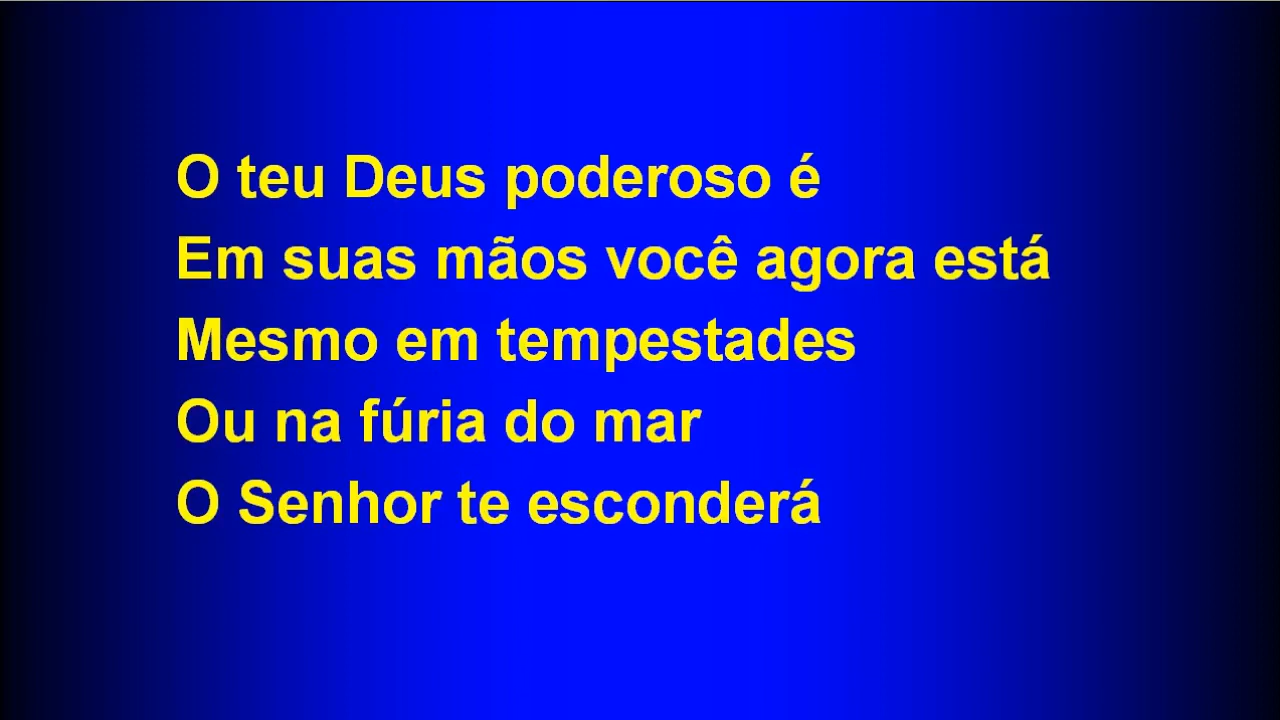 O teu Deus poderoso é
Em suas mãos você agora está
Mesmo em tempestades
Ou na fúria do mar
O Senhor te esconderá